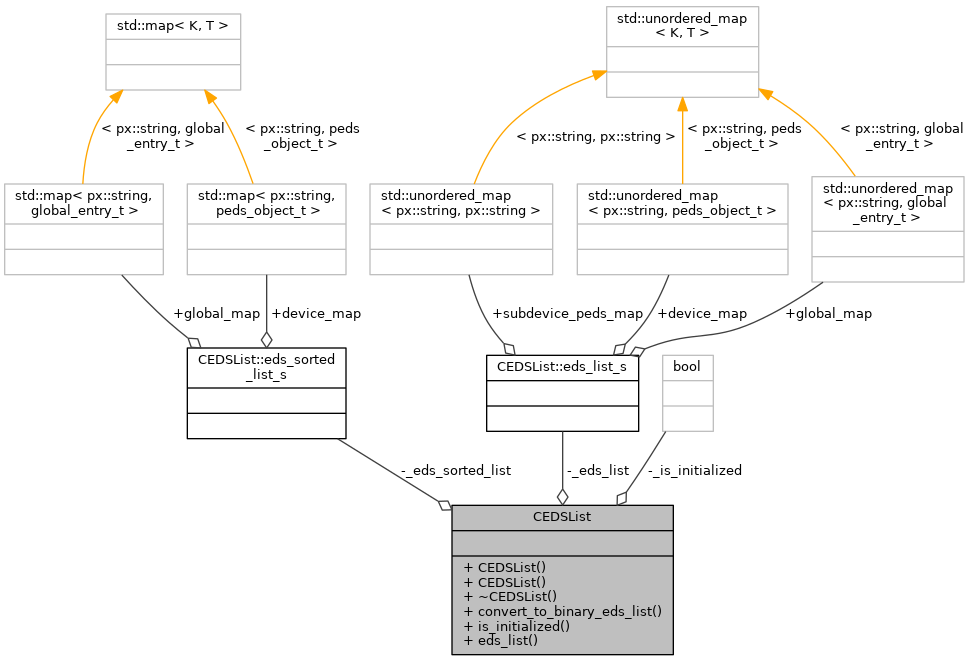 std::map< K, T >
std::unordered_map
< K, T >
< px::string, global
_entry_t >
< px::string, peds
_object_t >
< px::string, px::string >
< px::string, peds
_object_t >
< px::string, global
_entry_t >
std::map< px::string,
global_entry_t >
std::map< px::string,
peds_object_t >
std::unordered_map
< px::string, px::string >
std::unordered_map
< px::string, peds_object_t >
std::unordered_map
< px::string, global
_entry_t >
+global_map
+device_map
+subdevice_peds_map
+device_map
+global_map
CEDSList::eds_sorted
_list_s
CEDSList::eds_list_s
bool
-_eds_sorted_list
-_eds_list
-_is_initialized
CEDSList
+ CEDSList()
+ CEDSList()
+ ~CEDSList()
+ convert_to_binary_eds_list()
+ is_initialized()
+ eds_list()